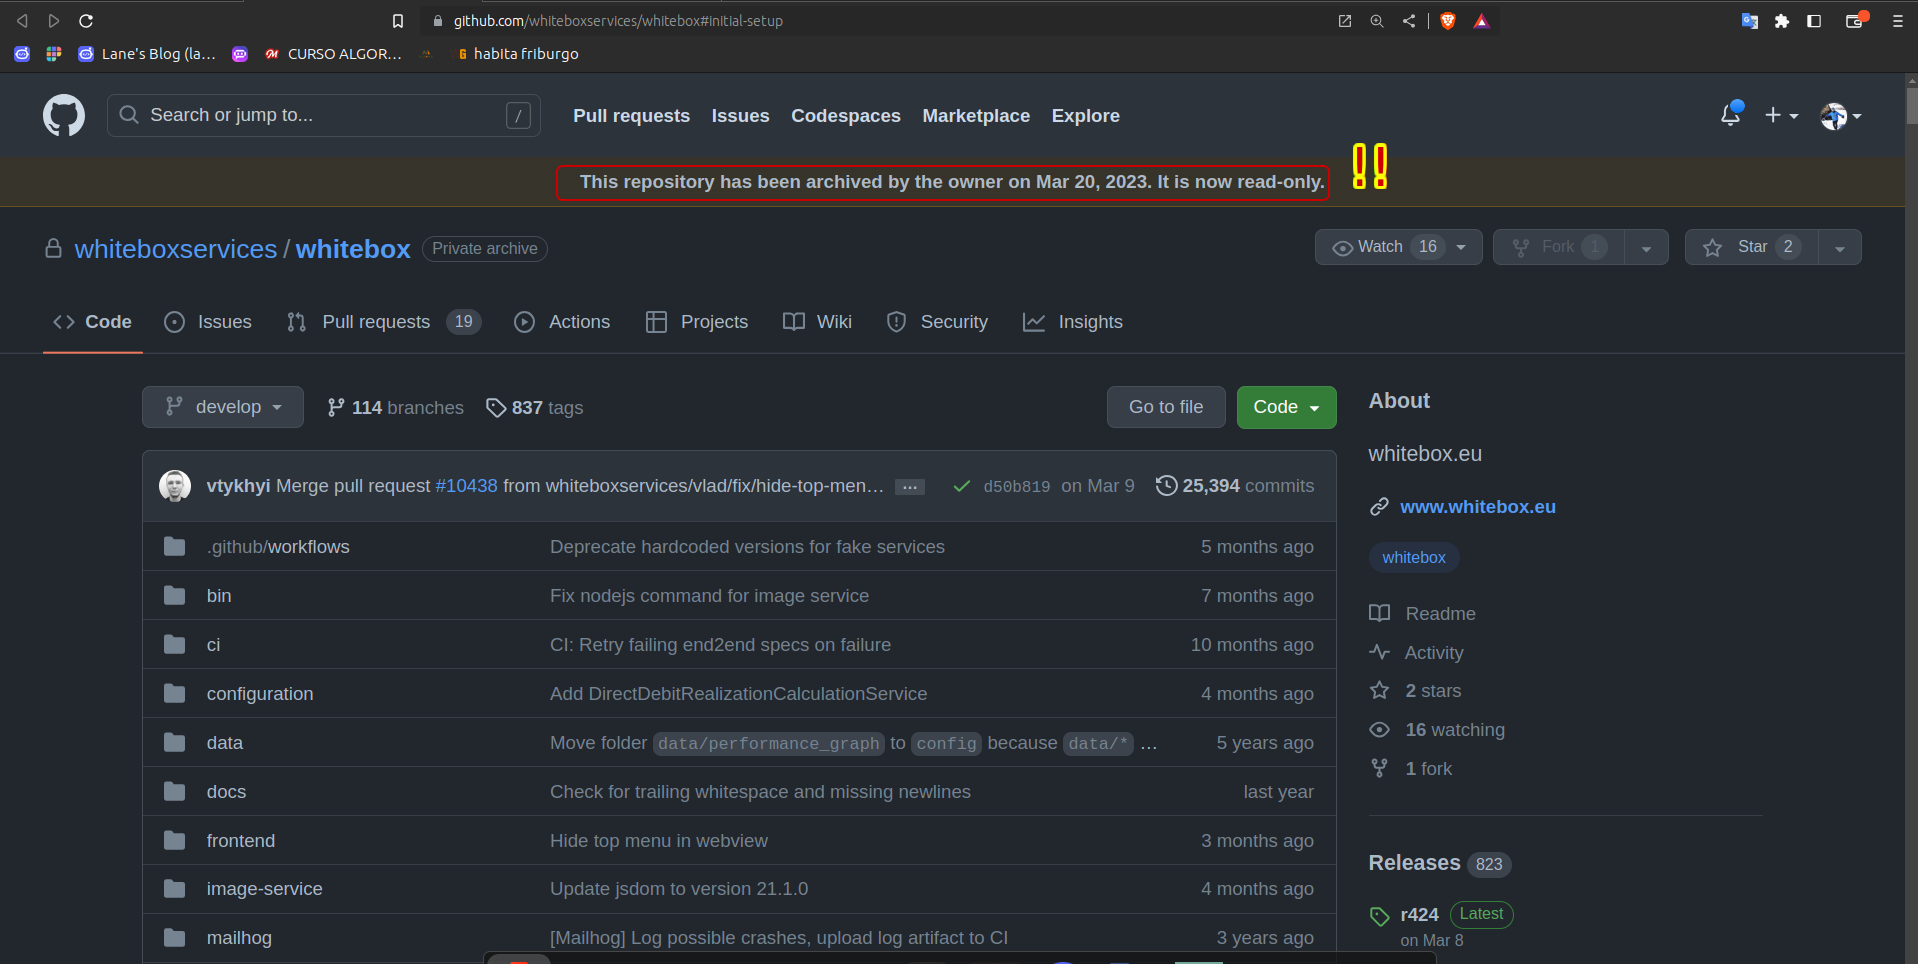 github.com/whiteboxservices/whitebox#initial-setup
Lane's Blog (la...
CURSO ALGOR...
habita friburgo
Search or jump to...
/
Pull requests
Issues
Codespaces
Marketplace
Explore
This repository has been archived by the owner on Mar 20, 2023. It is now read-only.
!!
whiteboxservices / whitebox
Private archive
Watch 16
Fork 1
Star 2
Code
Issues
Pull requests 19
Actions
Projects
Wiki
Security
Insights
develop
114 branches
837 tags
Go to file
Code
About
whitebox.eu
www.whitebox.eu
whitebox
Readme
Activity
2 stars
16 watching
1 fork
Releases 823
r424 Latest
on Mar 8
vtykhyi Merge pull request #10438 from whiteboxservices/vlad/fix/hide-top-men... ... d50b819 on Mar 9 25,394 commits
.github/workflows Deprecate hardcoded versions for fake services 5 months ago
bin Fix nodejs command for image service 7 months ago
ci CI: Retry failing end2end specs on failure 10 months ago
configuration Add DirectDebitRealizationCalculationService 4 months ago
data Move folder data/performance_graph to config because data/* ... 5 years ago
docs Check for trailing whitespace and missing newlines last year
frontend Hide top menu in webview 3 months ago
image-service Update jsdom to version 21.1.0 4 months ago
mailhog [Mailhog] Log possible crashes, upload log artifact to CI 3 years ago